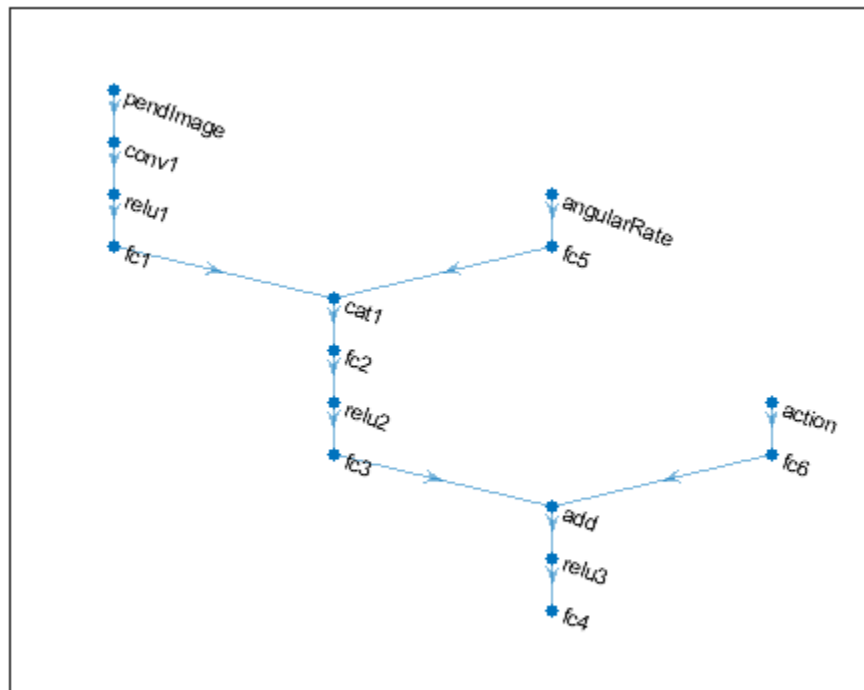 pendImage
conv1
relu1
fc1
angularRate
fc5
cat1
fc2
relu2
fc3
action
fc6
add
relu3
fc4